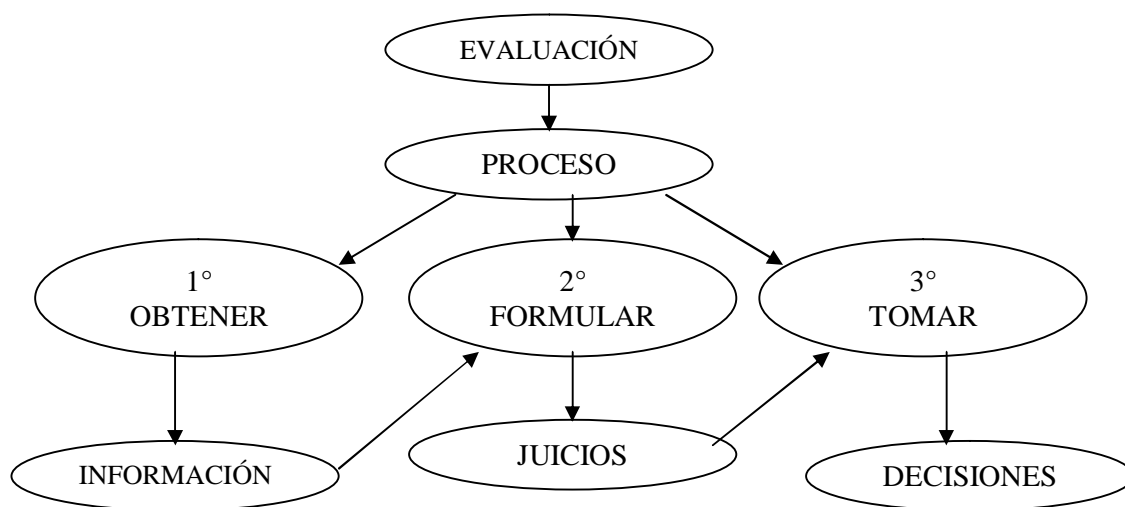 EVALUACIÓN
PROCESO
1°
OBTENER
2°
FORMULAR
3°
TOMAR
INFORMACIÓN
JUICIOS
DECISIONES